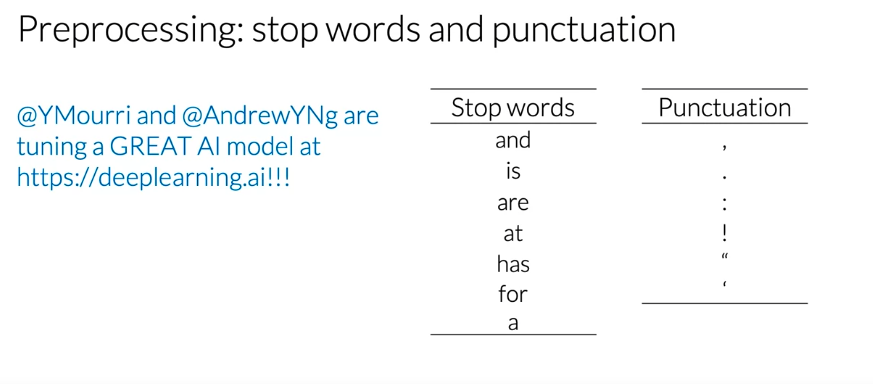 Preprocessing: stop words and punctuation
@YMourri and @AndrewYNg are
tuning a GREAT AI model at
https://deeplearning.ai!!!
Stop words
and
is
are
at
has
for
a
Punctuation
,
.
:
!
“
‘